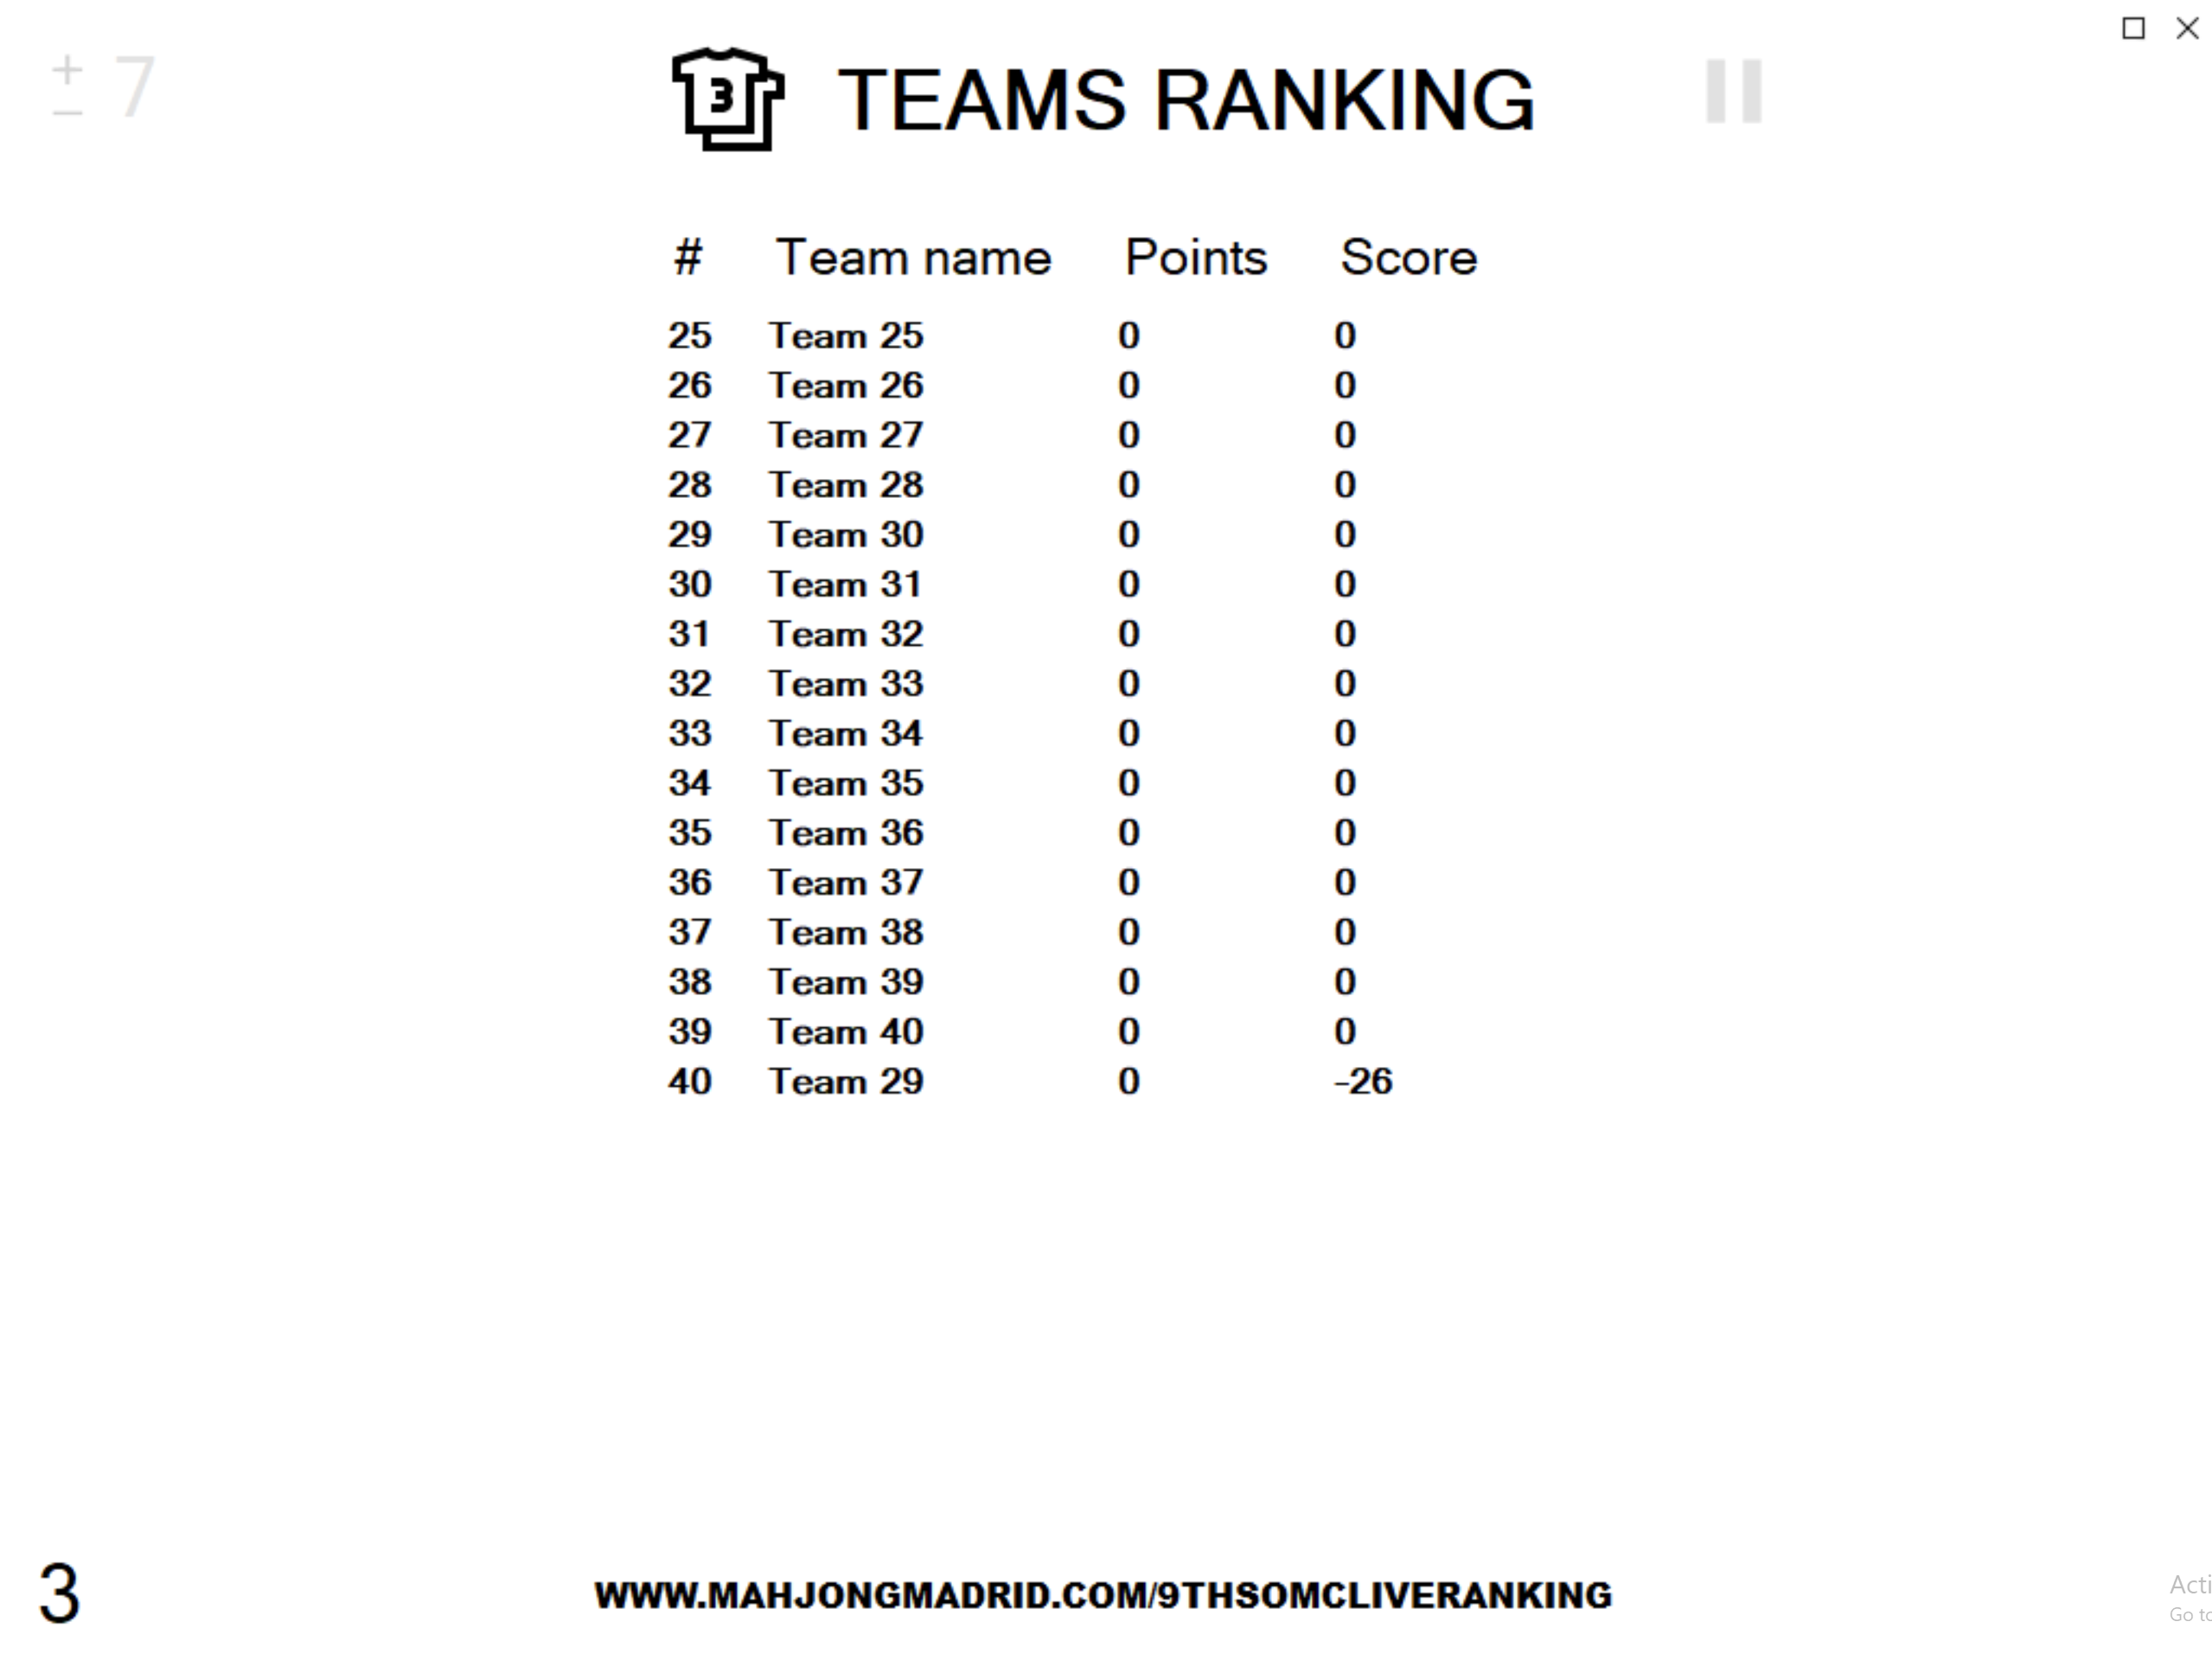 +
− 7
3
TEAMS RANKING
# Team name Points Score
25 Team 25 0 0
26 Team 26 0 0
27 Team 27 0 0
28 Team 28 0 0
29 Team 30 0 0
30 Team 31 0 0
31 Team 32 0 0
32 Team 33 0 0
33 Team 34 0 0
34 Team 35 0 0
35 Team 36 0 0
36 Team 37 0 0
37 Team 38 0 0
38 Team 39 0 0
39 Team 40 0 0
40 Team 29 0 -26
3
WWW.MAHJONGMADRID.COM/9THSOMCLIVERANKING
Acti
Go to